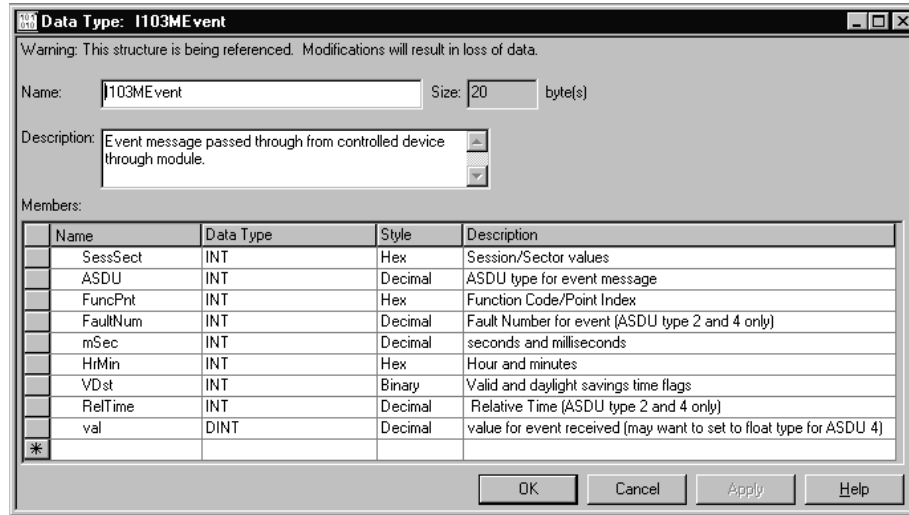 101 010 Data Type: I103MEvent
Warning: This structure is being referenced. Modifications will result in loss of data.
Name: I103MEvent Size: 20 byte(s)
Description: Event message passed through from controlled device
through module.
Members:
Name Data Type Style Description
SessSect INT Hex Session/Sector values
ASDU INT Decimal ASDU type for event message
FuncPnt INT Hex Function Code/Point Index
FaultNum INT Decimal Fault Number for event (ASDU type 2 and 4 only)
mSec INT Decimal seconds and milliseconds
HrMin INT Hex Hour and minutes
VDst INT Binary Valid and daylight savings time flags
RelTime INT Decimal Relative Time (ASDU type 2 and 4 only)
val DINT Decimal value for event received (may want to set to float type for ASDU 4)
OK Cancel Apply Help